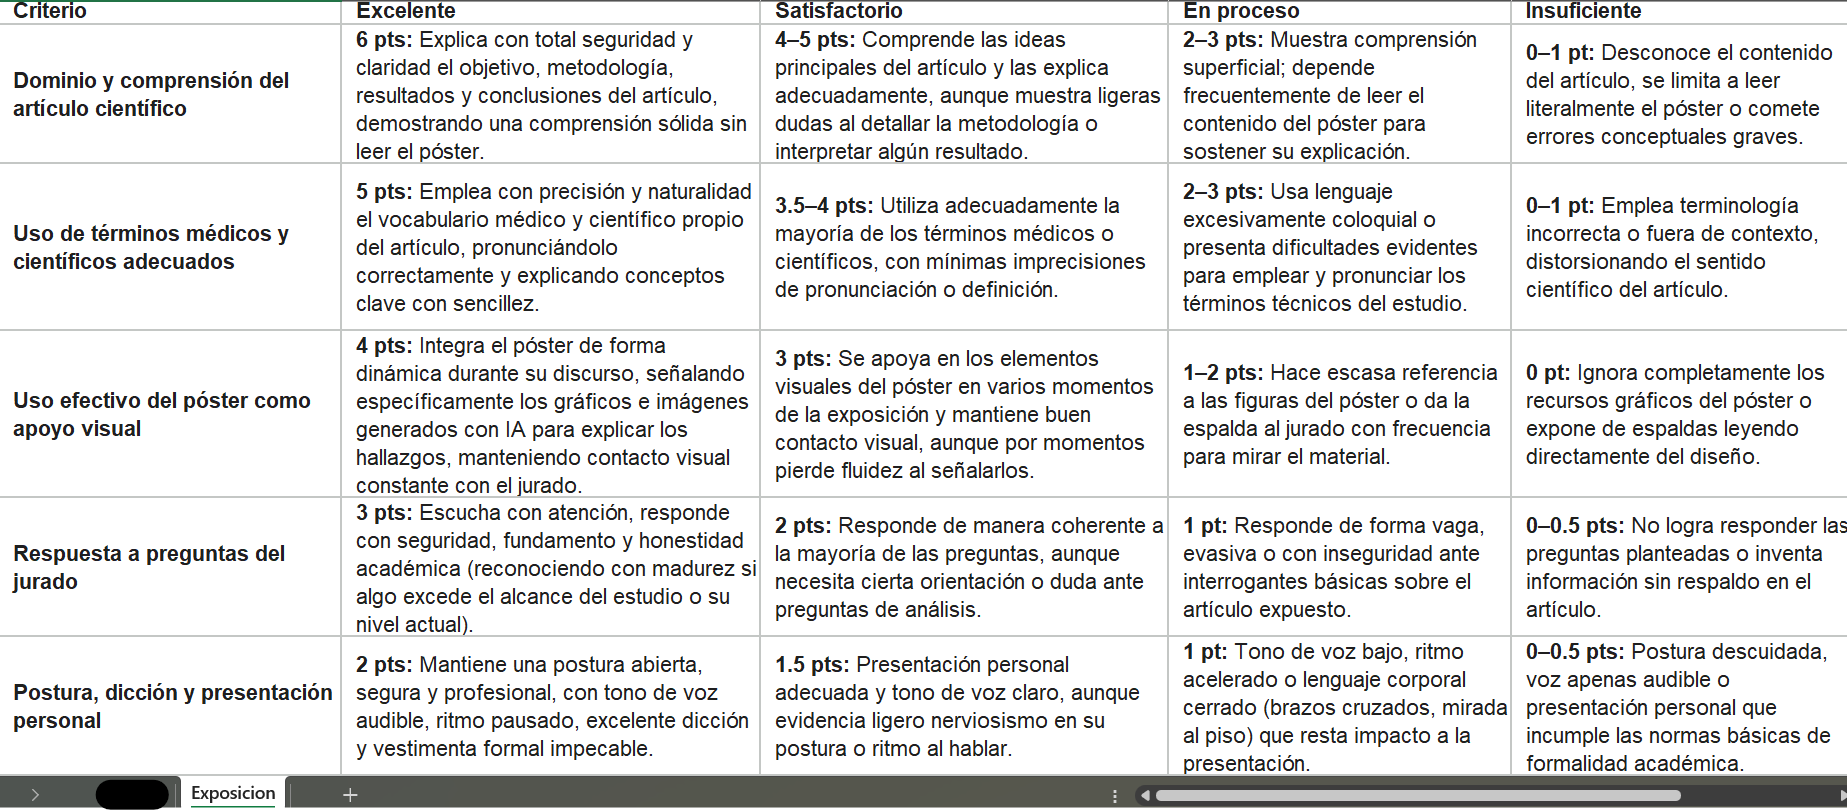 Criterio
Excelente
Satisfactorio
En proceso
Insuficiente
Dominio y comprensión del
artículo científico
6 pts: Explica con total seguridad y
claridad el objetivo, metodología,
resultados y conclusiones del artículo,
demostrando una comprensión sólida sin
leer el póster.
4–5 pts: Comprende las ideas
principales del artículo y las explica
adecuadamente, aunque muestra ligeras
dudas al detallar la metodología o
interpretar algún resultado.
2–3 pts: Muestra comprensión
superficial; depende
frecuentemente de leer el
contenido del póster para
sostener su explicación.
0–1 pt: Desconoce el contenido
del artículo, se limita a leer
literalmente el póster o comete
errores conceptuales graves.
Uso de términos médicos y
científicos adecuados
5 pts: Emplea con precisión y naturalidad
el vocabulario médico y científico propio
del artículo, pronunciándolo
correctamente y explicando conceptos
clave con sencillez.
3.5–4 pts: Utiliza adecuadamente la
mayoría de los términos médicos o
científicos, con mínimas imprecisiones
de pronunciación o definición.
2–3 pts: Usa lenguaje
excesivamente coloquial o
presenta dificultades evidentes
para emplear y pronunciar los
términos técnicos del estudio.
0–1 pt: Emplea terminología
incorrecta o fuera de contexto,
distorsionando el sentido
científico del artículo.
Uso efectivo del póster como
apoyo visual
4 pts: Integra el póster de forma
dinámica durante su discurso, señalando
específicamente los gráficos e imágenes
generados con IA para explicar los
hallazgos, manteniendo contacto visual
constante con el jurado.
3 pts: Se apoya en los elementos
visuales del póster en varios momentos
de la exposición y mantiene buen
contacto visual, aunque por momentos
pierde fluidez al señalarlos.
1–2 pts: Hace escasa referencia
a las figuras del póster o da la
espalda al jurado con frecuencia
para mirar el material.
0 pt: Ignora completamente los
recursos gráficos del póster o
expone de espaldas leyendo
directamente del diseño.
Respuesta a preguntas del
jurado
3 pts: Escucha con atención, responde
con seguridad, fundamento y honestidad
académica (reconociendo con madurez si
algo excede el alcance del estudio o su
nivel actual).
2 pts: Responde de manera coherente a
la mayoría de las preguntas, aunque
necesita cierta orientación o duda ante
preguntas de análisis.
1 pt: Responde de forma vaga,
evasiva o con inseguridad ante
interrogantes básicas sobre el
artículo expuesto.
0–0.5 pts: No logra responder las
preguntas planteadas o inventa
información sin respaldo en el
artículo.
Postura, dicción y presentación
personal
2 pts: Mantiene una postura abierta,
segura y profesional, con tono de voz
audible, ritmo pausado, excelente dicción
y vestimenta formal impecable.
1.5 pts: Presentación personal
adecuada y tono de voz claro, aunque
evidencia ligero nerviosismo en su
postura o ritmo al hablar.
1 pt: Tono de voz bajo, ritmo
acelerado o lenguaje corporal
cerrado (brazos cruzados, mirada
al piso) que resta impacto a la
presentación.
0–0.5 pts: Postura descuidada,
voz apenas audible o
presentación personal que
incumple las normas básicas de
formalidad académica.
Exposicion